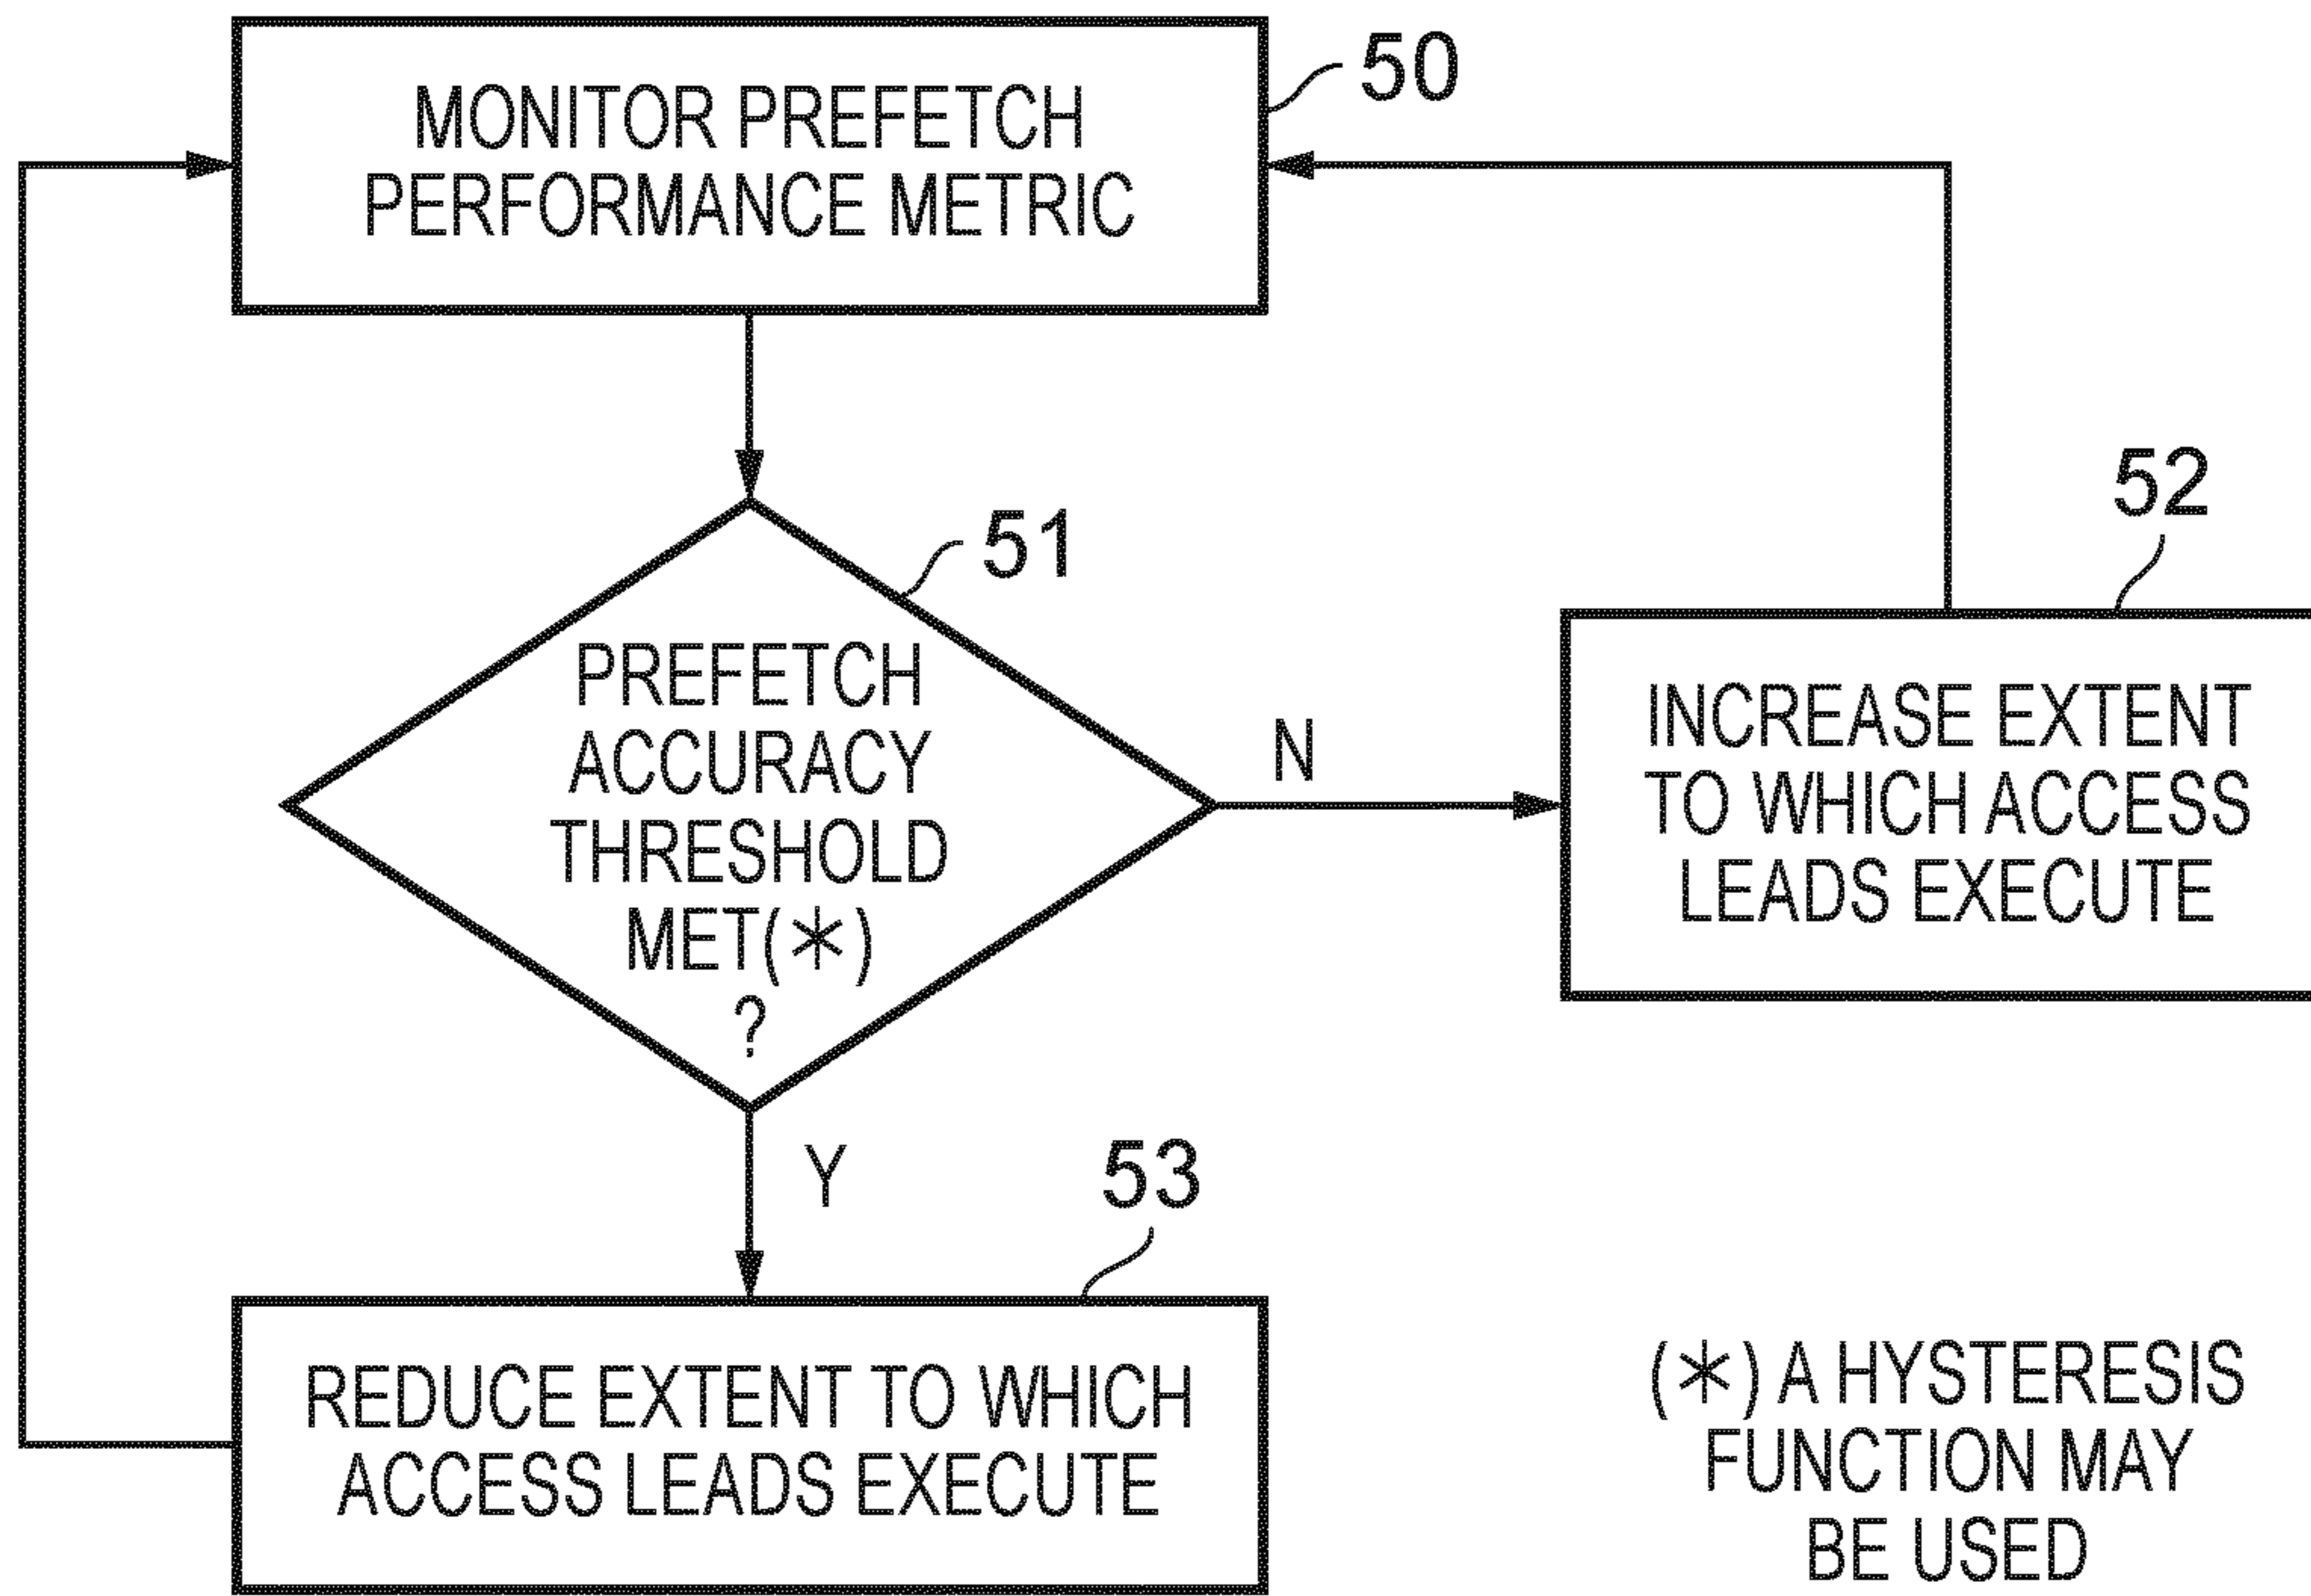 MONITOR PREFETCH
PERFORMANCE METRIC
50
51
PREFETCH
ACCURACY
THRESHOLD
MET(*)
?
N
52
INCREASE EXTENT
TO WHICH ACCESS
LEADS EXECUTE
Y
53
REDUCE EXTENT TO WHICH
ACCESS LEADS EXECUTE
(*) A HYSTERESIS
FUNCTION MAY
BE USED